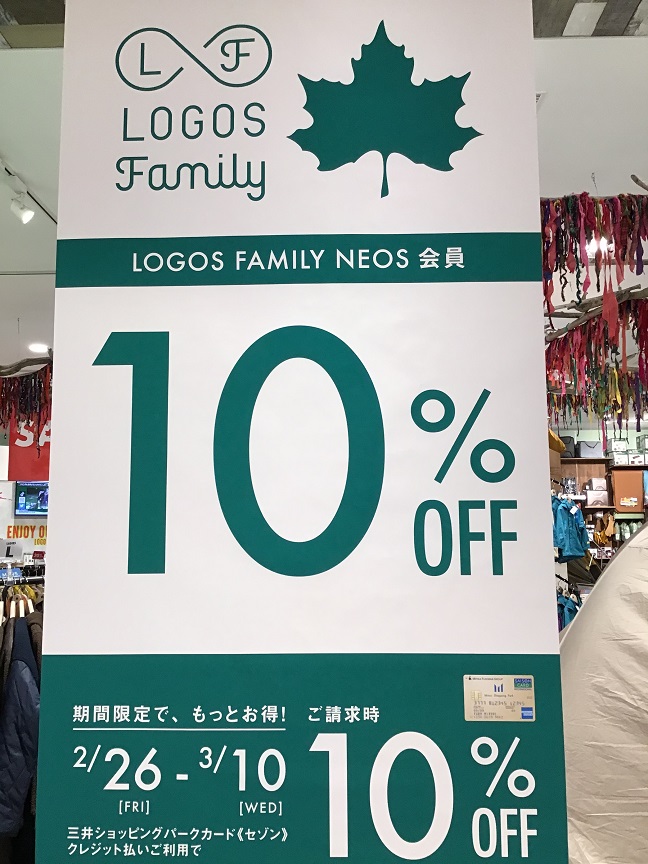 L F
LOGOS
Family
LOGOS FAMILY NEOS 会員
10% OFF
SA
ENJOY
期間限定で、もっとお得!
2/26 - 3/10
[FRI] [WED]
三井ショッピングパークカード《セゾン》
クレジット払いご利用で
ご請求時
10% OFF